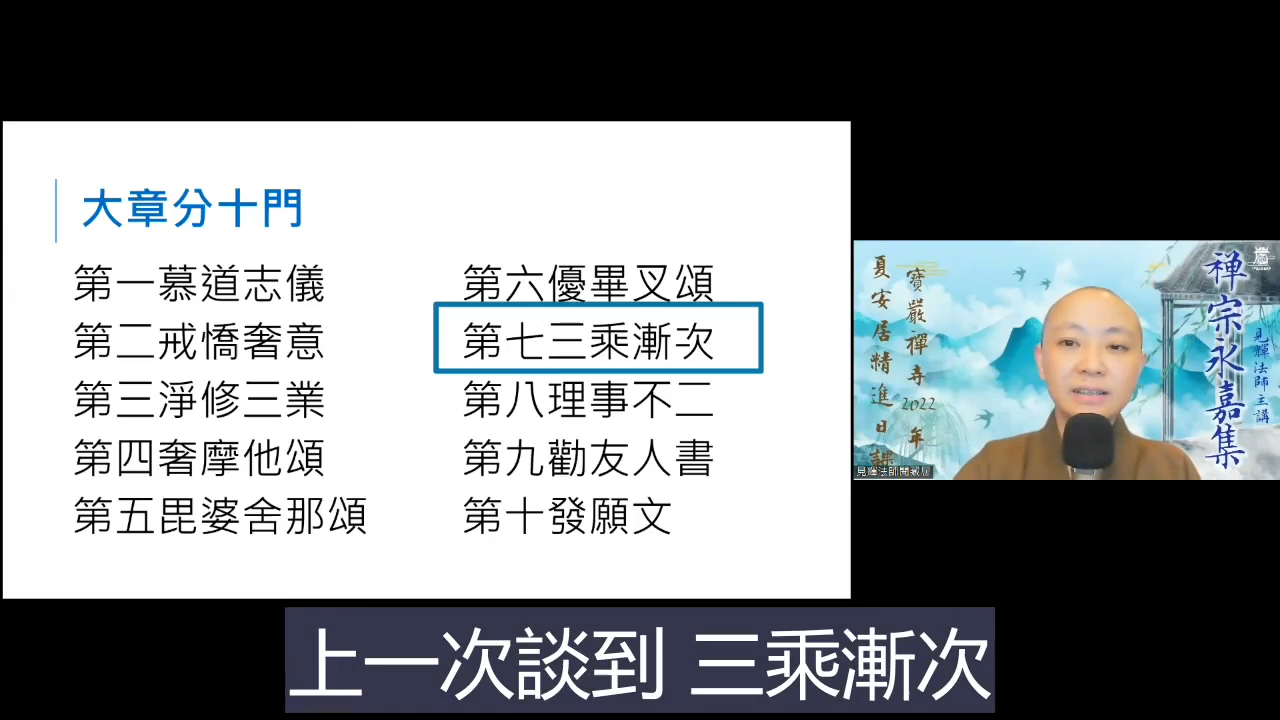 大章分十門
第一慕道志儀
第二戒憍奢意
第三淨修三業
第四奢摩他頌
第五毘婆舍那頌
第六優畢叉頌
第七三乘漸次
第八理事不二
第九勸友人書
第十發願文
夏安居精進日課
寶嚴禪寺2022年
禅宗永嘉集
見輝法師主講
上一次談到 三乘漸次